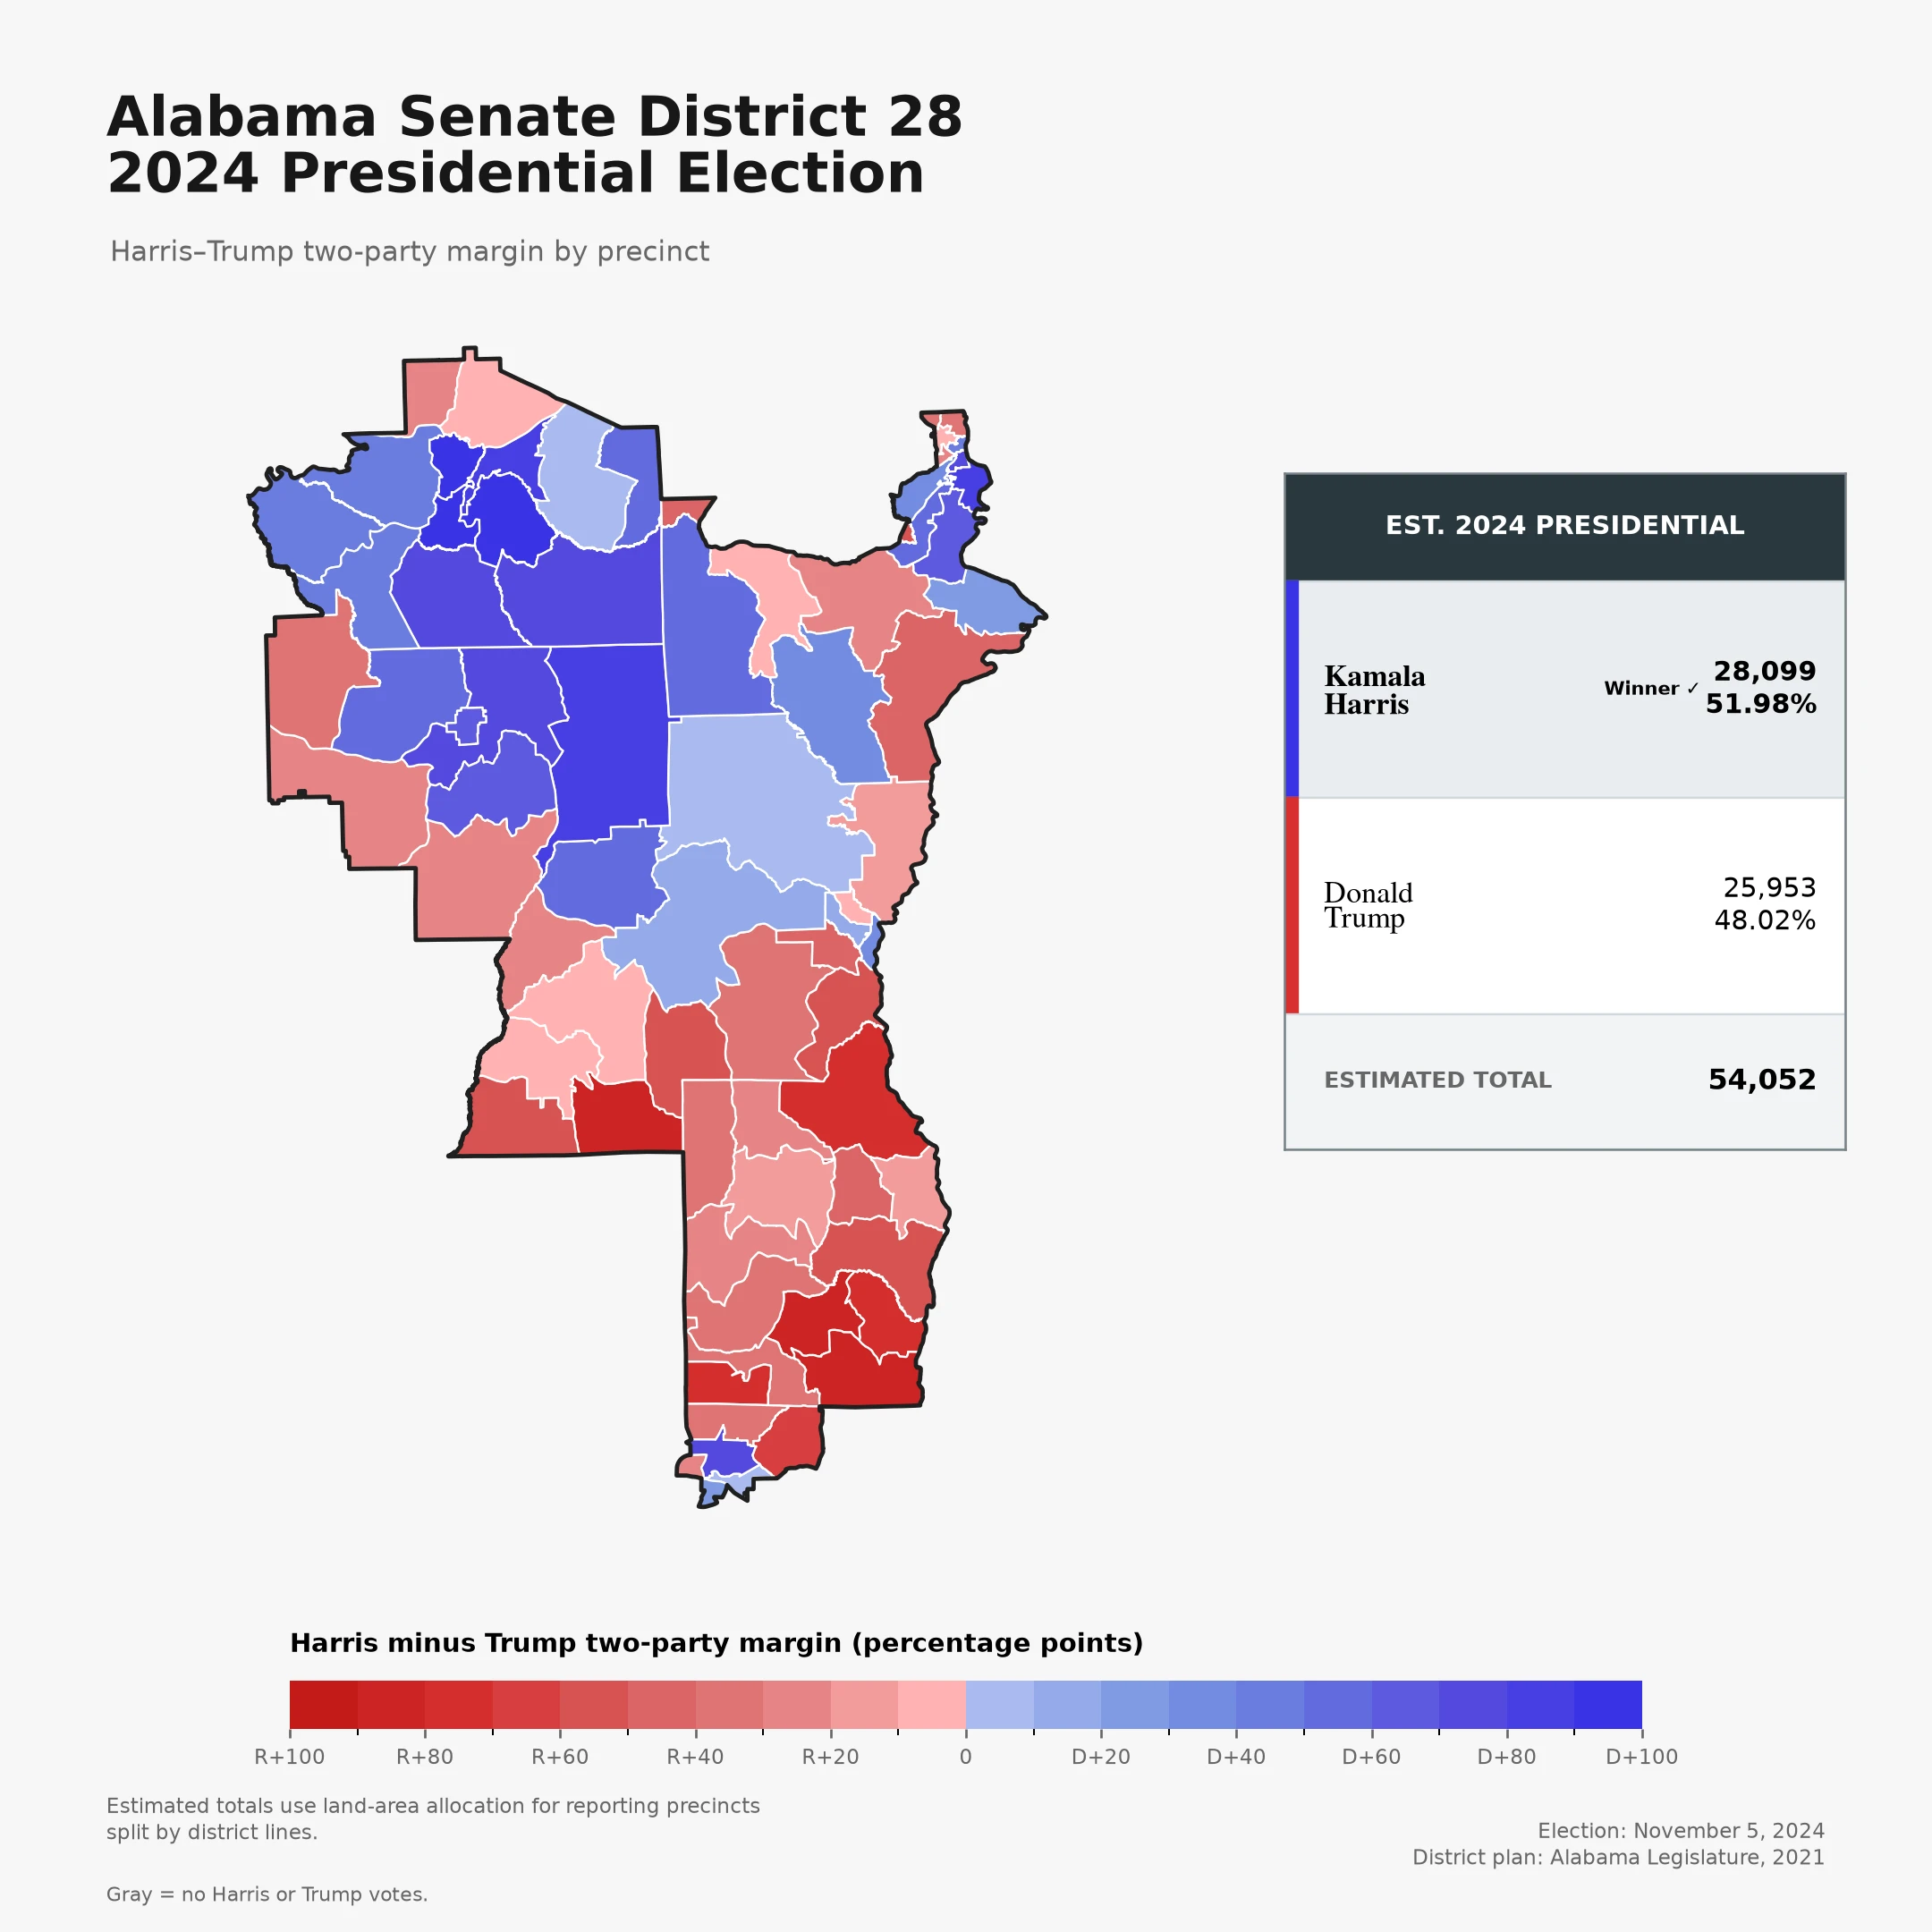 Alabama Senate District 28
2024 Presidential Election
Harris–Trump two-party margin by precinct
EST. 2024 PRESIDENTIAL
Kamala
Harris
Winner ✓
28,099
51.98%
Donald
Trump
25,953
48.02%
ESTIMATED TOTAL
54,052
Harris minus Trump two-party margin (percentage points)
R+100 R+80 R+60 R+40 R+20 0 D+20 D+40 D+60 D+80 D+100
Estimated totals use land-area allocation for reporting precincts
split by district lines.
Gray = no Harris or Trump votes.
Election: November 5, 2024
District plan: Alabama Legislature, 2021